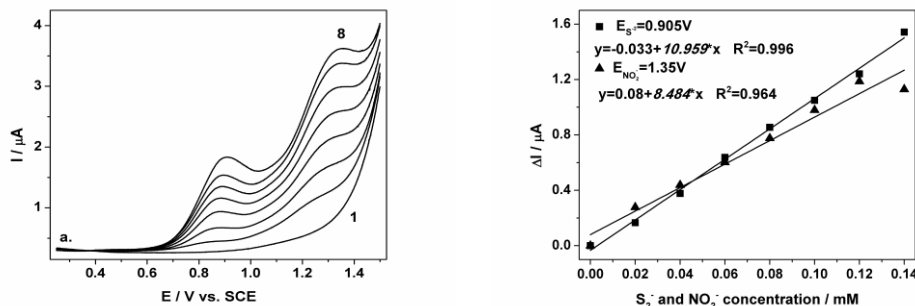 4
3
2
1
I / μA
8
1
a.
0.4 0.6 0.8 1.0 1.2 1.4
E / V vs. SCE
1.6
1.2
0.8
0.4
0.0
ΔI / μA
■ E_S⁻²=0.905V
y=-0.033+10.959*x R²=0.996
▲ E_NO₂⁻=1.35V
y=0.08+8.484*x R²=0.964
0.00 0.02 0.04 0.06 0.08 0.10 0.12 0.14
S₂⁻ and NO₂⁻ concentration / mM